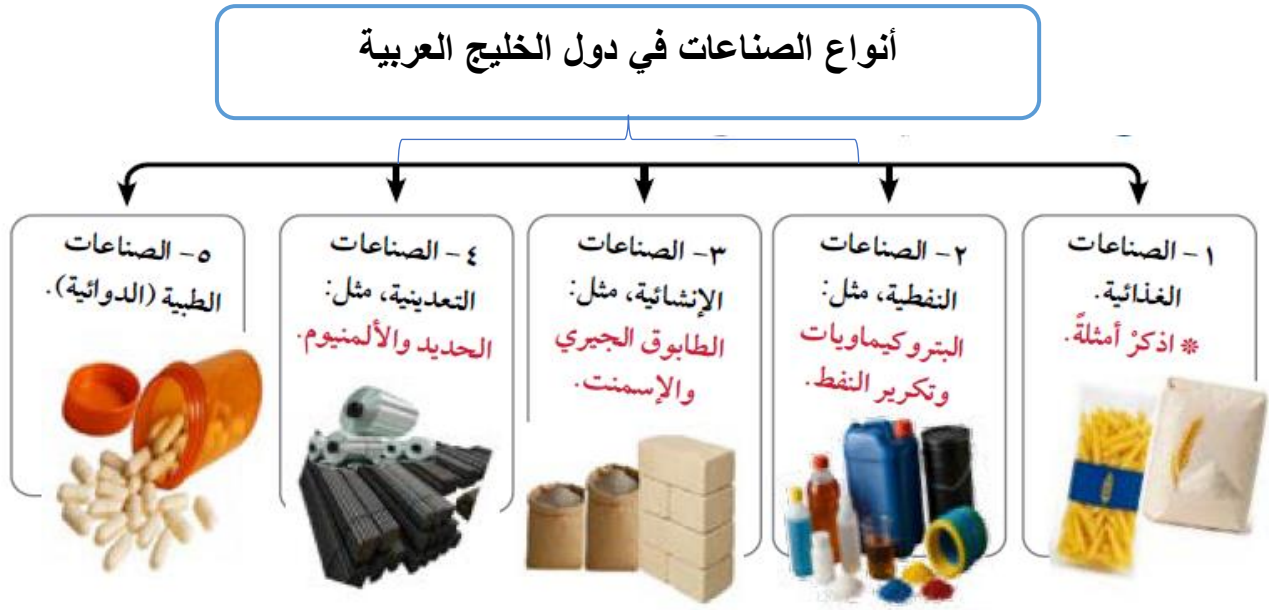 أنواع الصناعات في دول الخليج العربية
١- الصناعات
الغذائية.
* اذكرْ أمثلةً.
٢- الصناعات
النفطية، مثل:
البتروكيماويات
وتكرير النفط.
٣- الصناعات
الإنشائية، مثل:
الطابوق الجيري
والإسمنت.
٤- الصناعات
التعدينية، مثل:
الحديد والألمنيوم.
٥- الصناعات
الطبية (الدوائية).